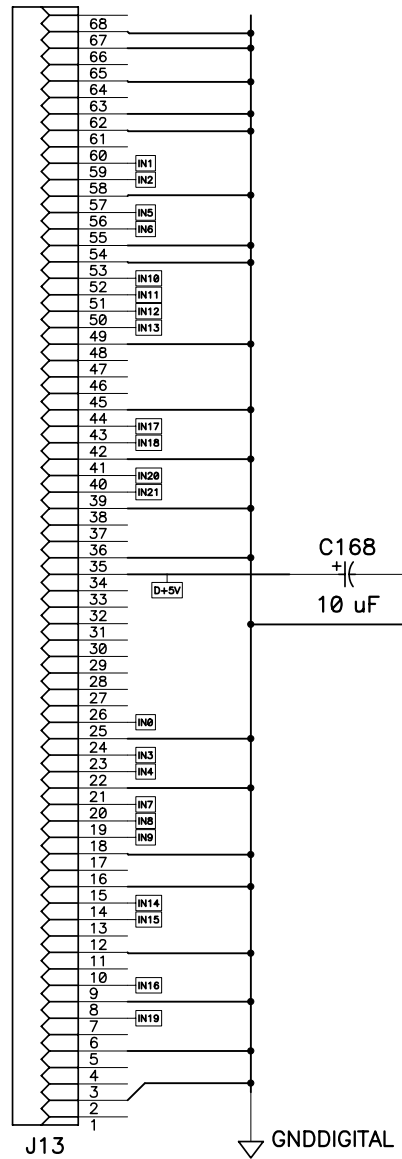 68
67
66
65
64
63
62
61
60 IN1
59 IN2
58
57 IN5
56 IN6
55
54
53 IN10
52 IN11
51 IN12
50 IN13
49
48
47
46
45
44 IN17
43 IN18
42
41 IN20
40 IN21
39
38
37
36
C168
35
+
34 D+5V
10 uF
33
32
31
30
29
28
27
26 IN0
25
24 IN3
23 IN4
22
21 IN7
20 IN8
19 IN9
18
17
16
15 IN14
14 IN15
13
12
11
10 IN16
9
8 IN19
7
6
5
4
3
2
1
J13
GNDDIGITAL